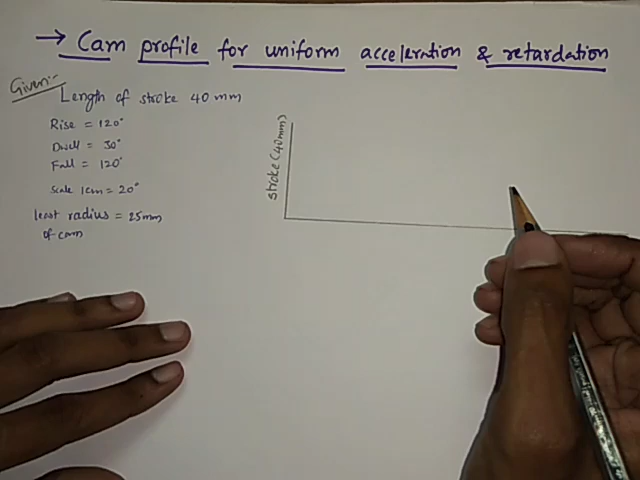 → Cam profile for uniform acceleration & retardation
Given:-
Length of stroke 40 mm
Rise = 120°
Dwell = 30°
Fall = 120°
Scale 1cm = 20°
least radius = 25mm
of cam
stroke (40mm)